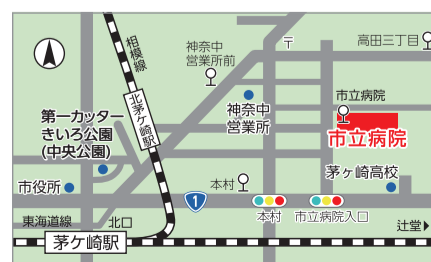 高田三丁目
〒
相模線
神奈中
営業所前
市立病院
北茅ケ崎駅
神奈中
営業所
市立病院
第一カッター
きいろ公園
(中央公園)
茅ヶ崎高校
本村
市役所
1
本村
市立病院入口
東海道線
北口
辻堂
茅ケ崎駅